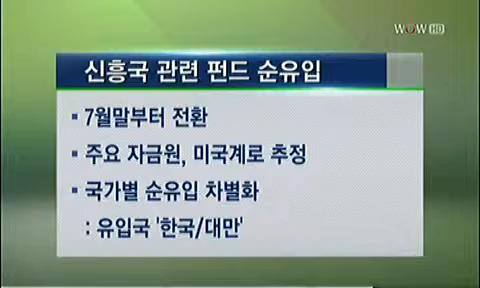 WOW HD
신흥국 관련 펀드 순유입
▪ 7월말부터 전환
▪ 주요 자금원, 미국계로 추정
▪ 국가별 순유입 차별화
: 유입국 '한국/대만'